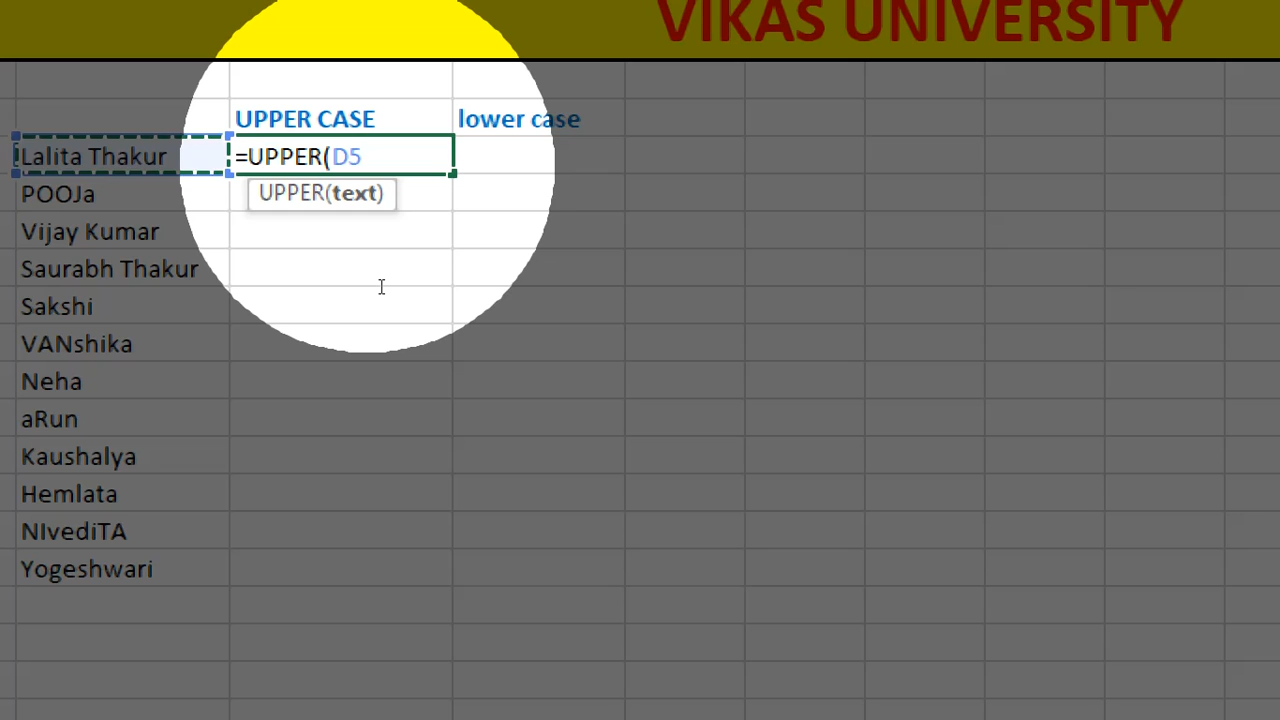 VIKAS UNIVERSITY
UPPER CASE lower case
Lalita Thakur =UPPER(D5
POOJa UPPER(text)
Vijay Kumar
Saurabh Thakur
Sakshi
VANshika
Neha
aRun
Kaushalya
Hemlata
NIvediTA
Yogeshwari